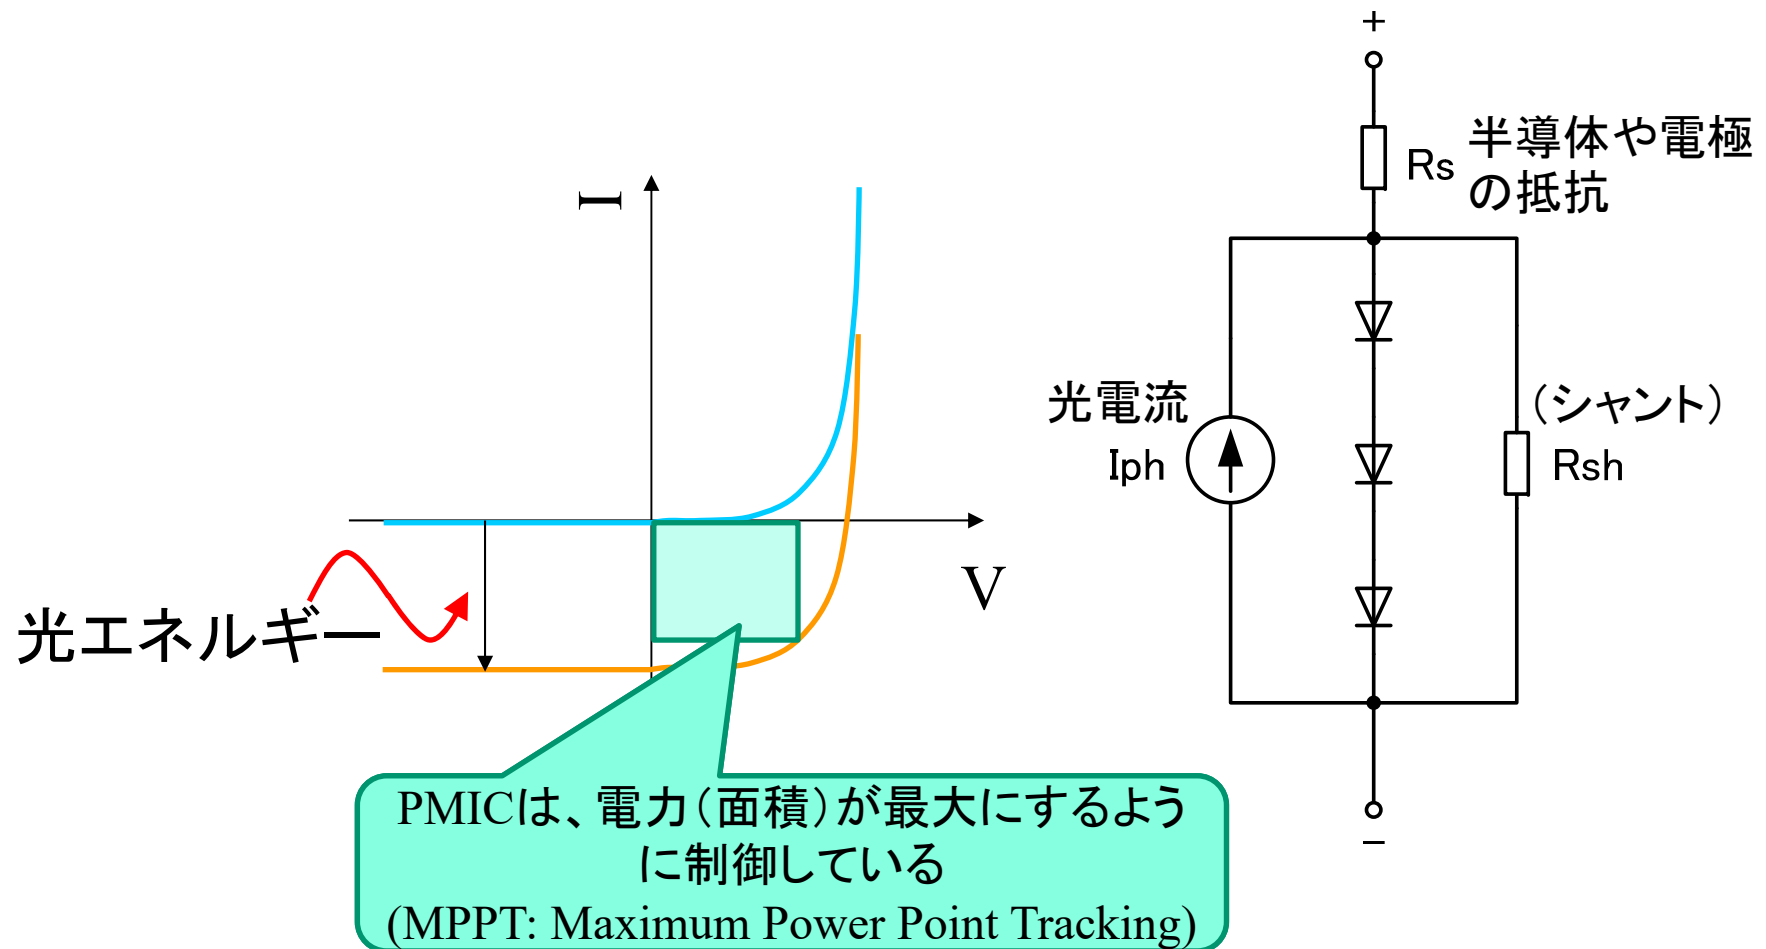 I
V
光エネルギー
PMICは、電力(面積)が最大にするよう
に制御している
(MPPT: Maximum Power Point Tracking)
+
Rs
半導体や電極
の抵抗
光電流
Iph
(シャント)
Rsh
−